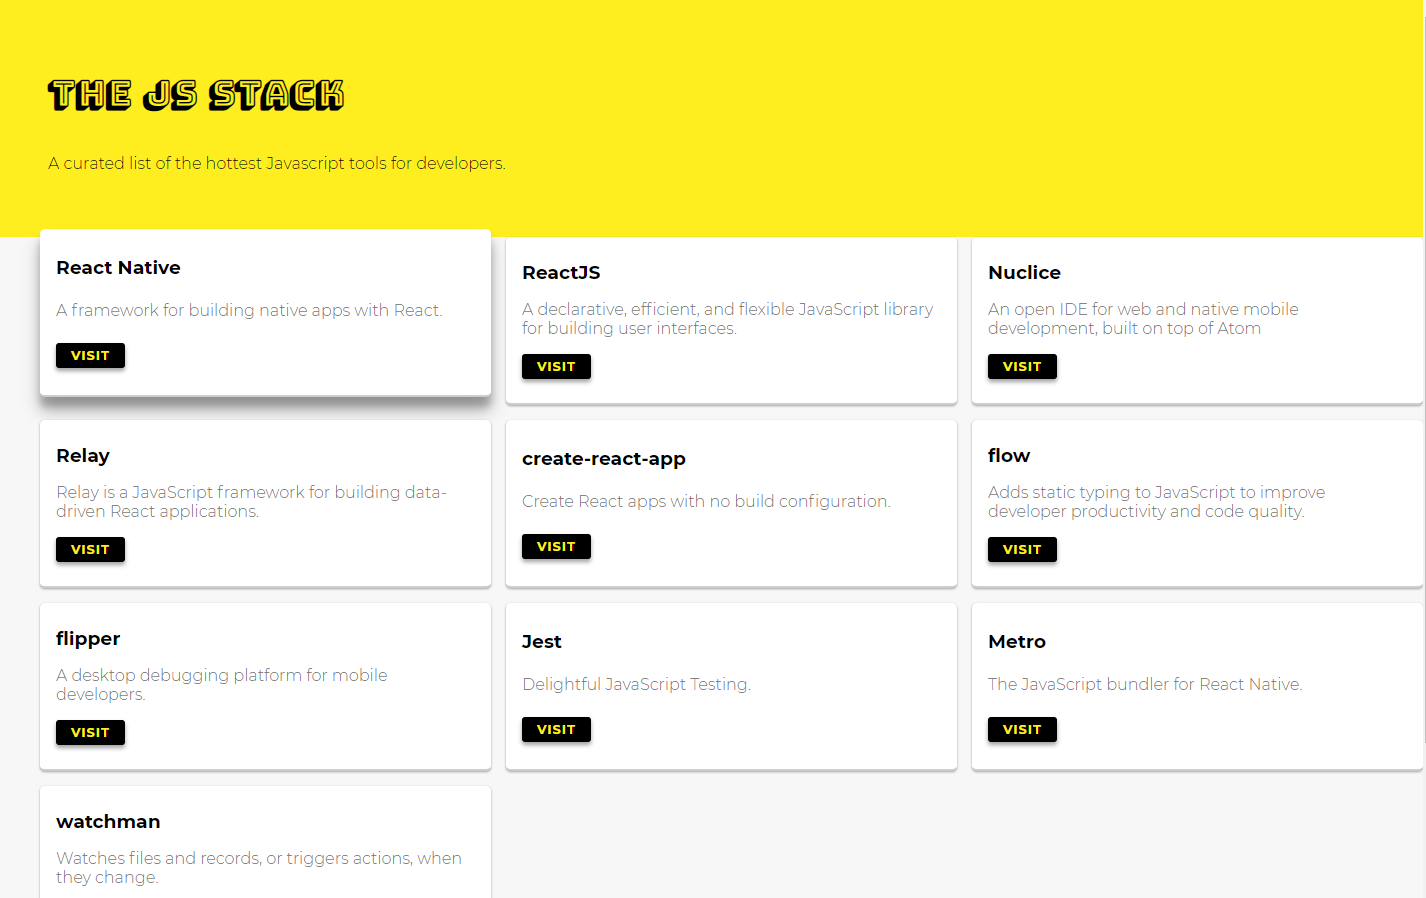 THE JS STACK
A curated list of the hottest Javascript tools for developers.
React Native
A framework for building native apps with React.
VISIT
ReactJS
A declarative, efficient, and flexible JavaScript library
for building user interfaces.
VISIT
Nuclice
An open IDE for web and native mobile
development, built on top of Atom
VISIT
Relay
Relay is a JavaScript framework for building data-
driven React applications.
VISIT
create-react-app
Create React apps with no build configuration.
VISIT
flow
Adds static typing to JavaScript to improve
developer productivity and code quality.
VISIT
flipper
A desktop debugging platform for mobile
developers.
VISIT
Jest
Delightful JavaScript Testing.
VISIT
Metro
The JavaScript bundler for React Native.
VISIT
watchman
Watches files and records, or triggers actions, when
they change.